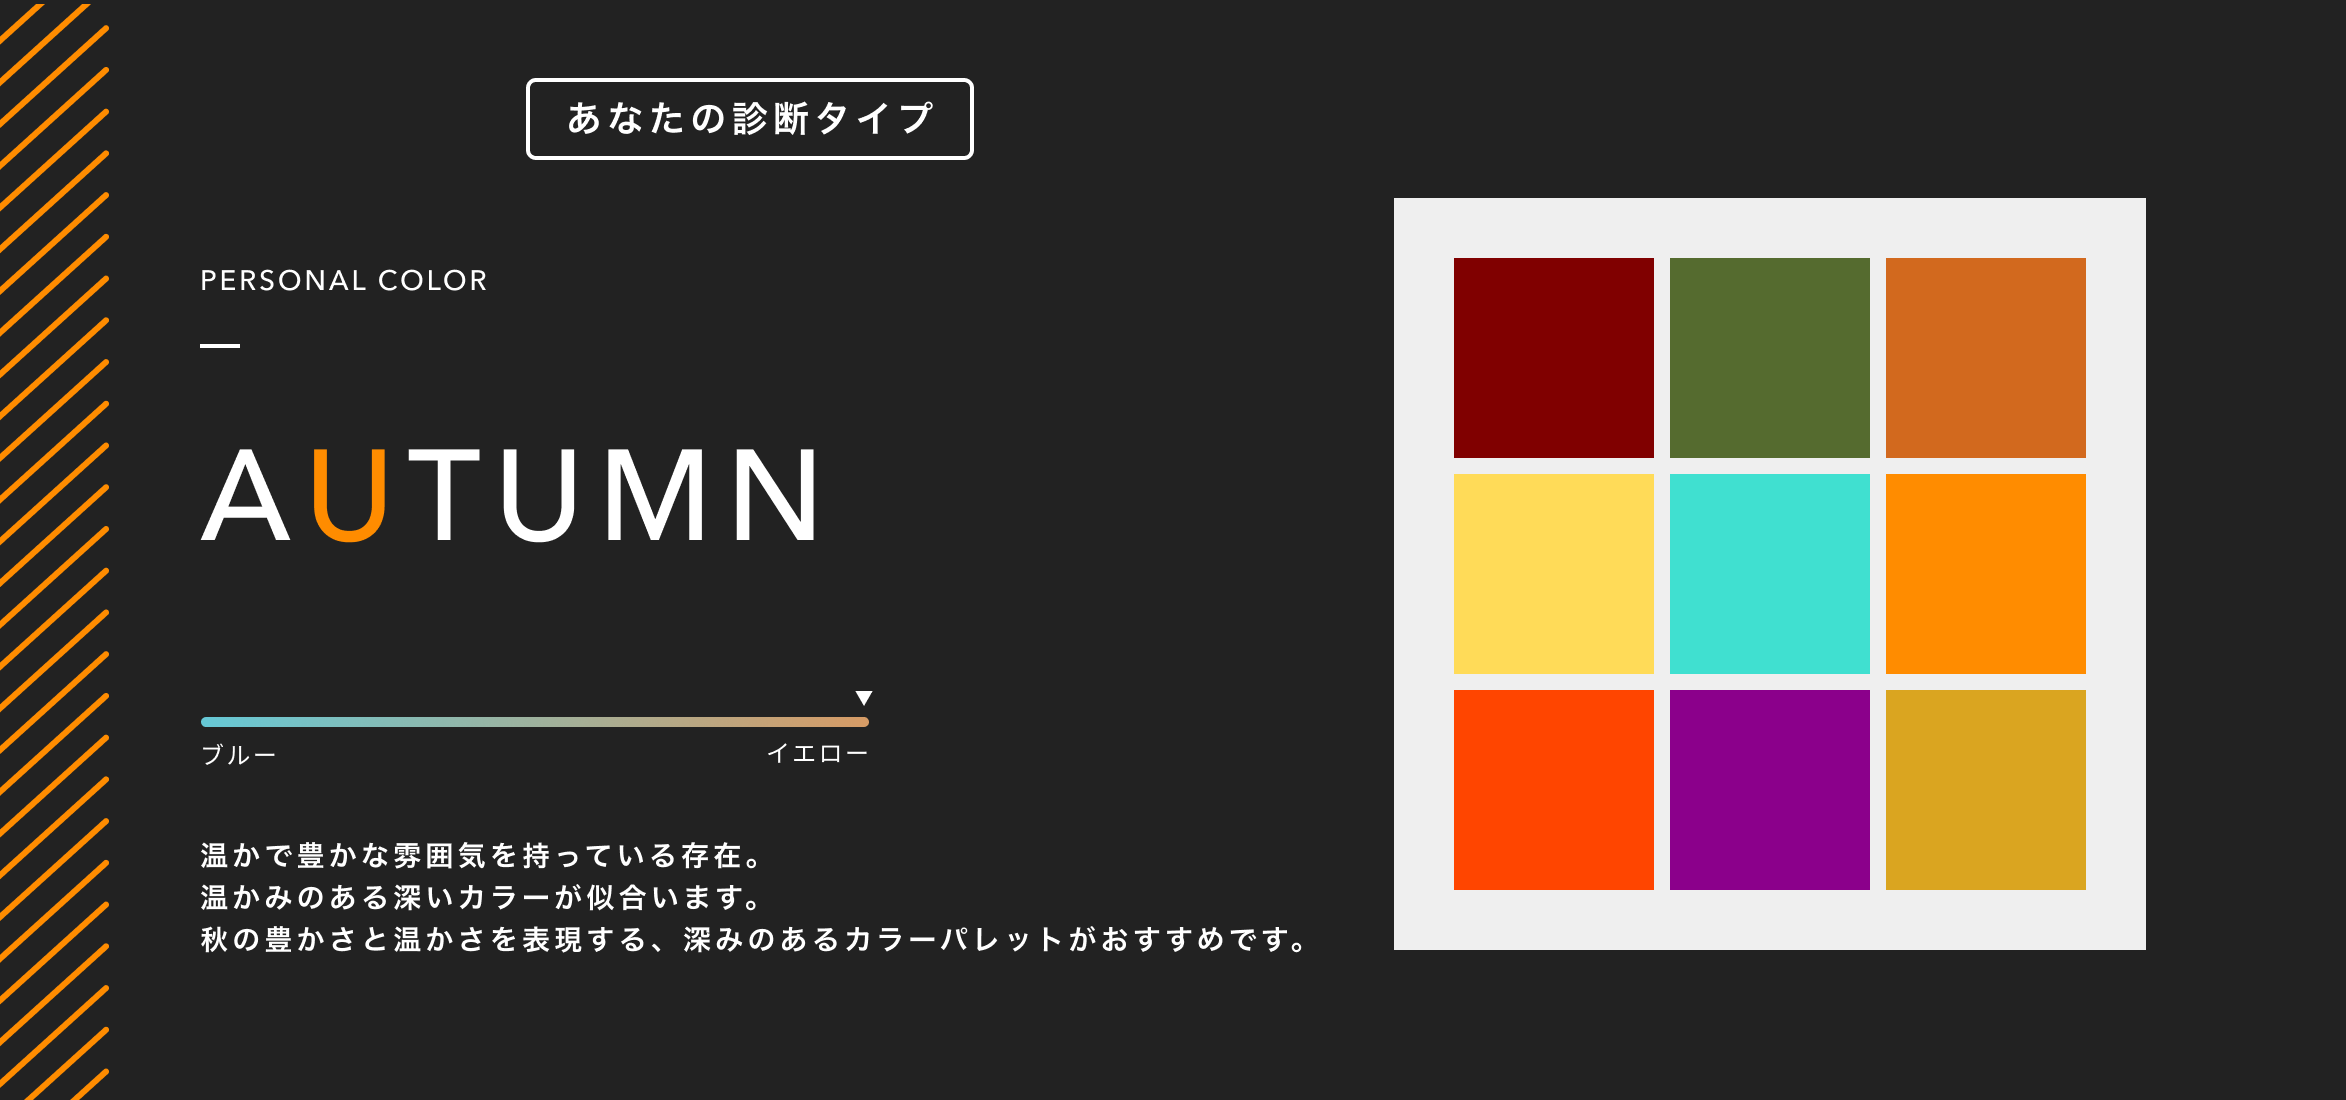 あなたの診断タイプ
PERSONAL COLOR
AUTUMN
ブルー
イエロー
温かで豊かな雰囲気を持っている存在。
温かみのある深いカラーが似合います。
秋の豊かさと温かさを表現する、深みのあるカラーパレットがおすすめです。